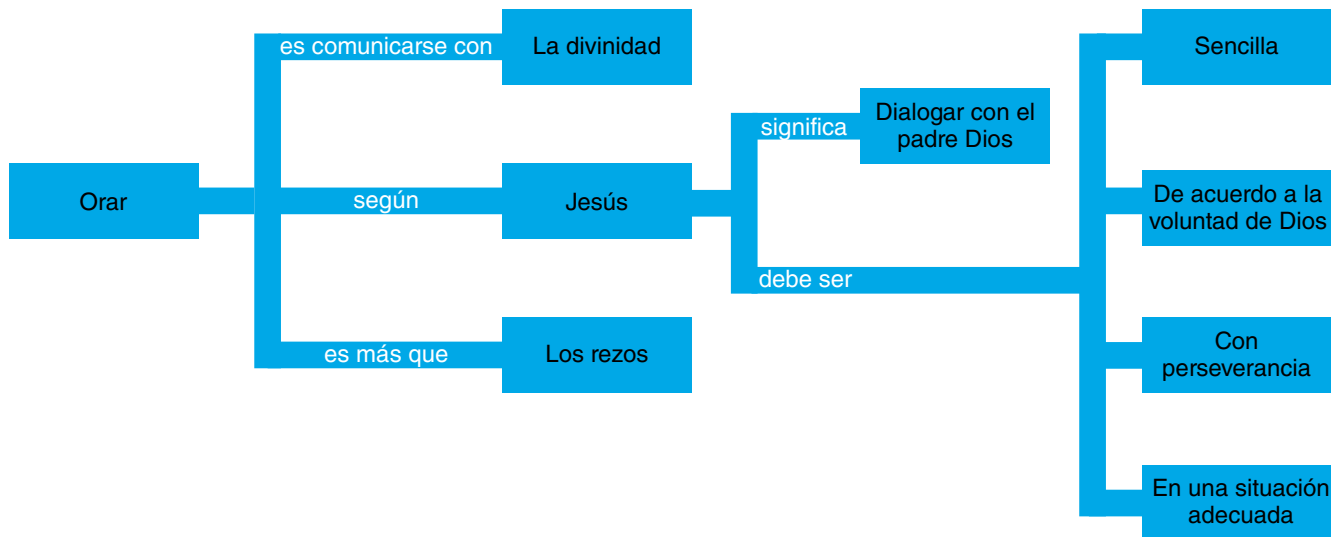 Orar
es comunicarse con
La divinidad
según
Jesús
es más que
Los rezos
significa
Dialogar con el
padre Dios
debe ser
Sencilla
De acuerdo a la
voluntad de Dios
Con
perseverancia
En una situación
adecuada